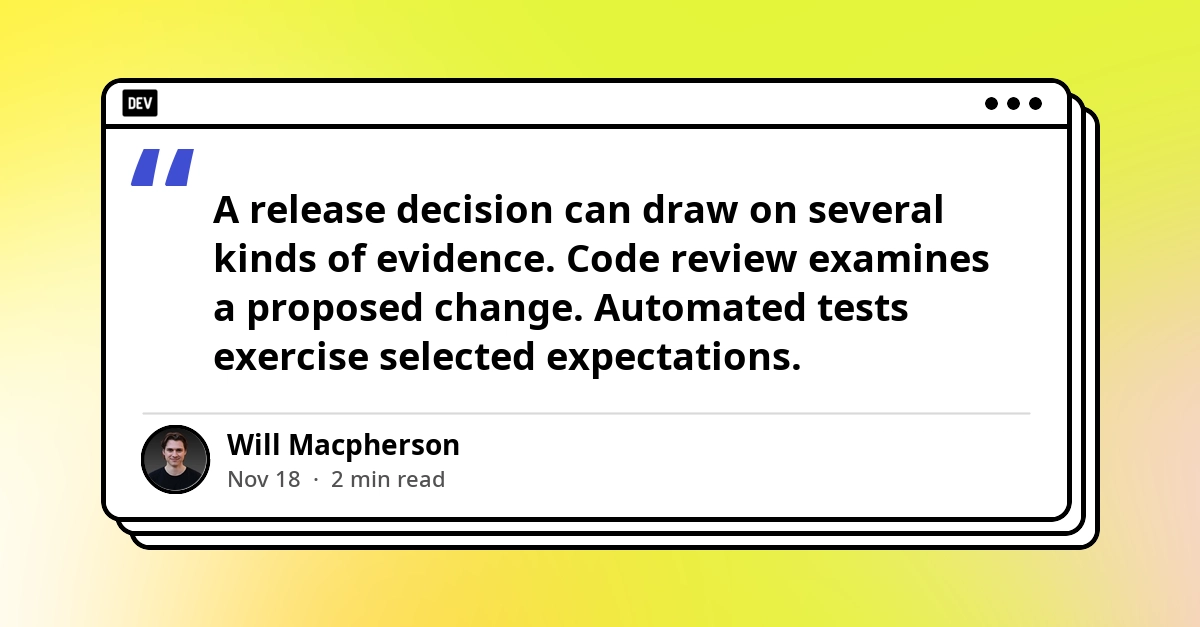 DEV
“
A release decision can draw on several
kinds of evidence. Code review examines
a proposed change. Automated tests
exercise selected expectations.
Will Macpherson
Nov 18 · 2 min read